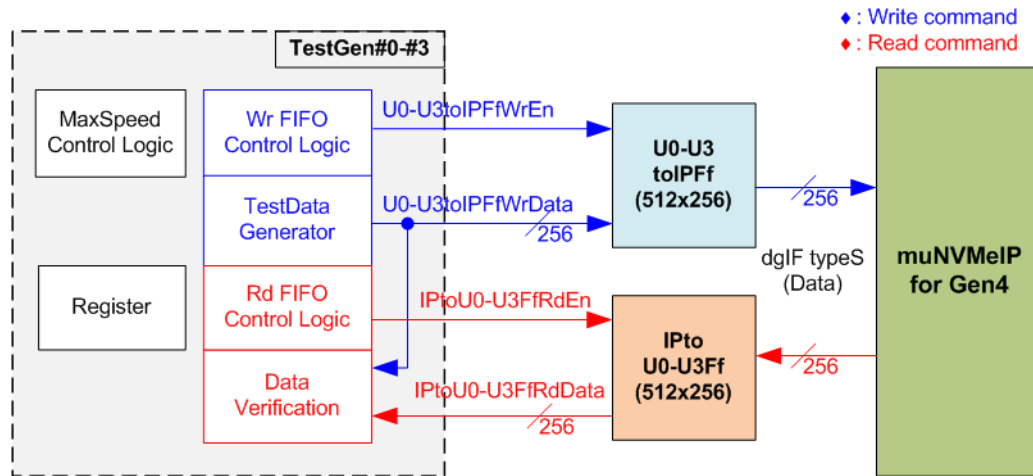 ♦ : Write command
♦ : Read command
TestGen#0-#3
MaxSpeed
Control Logic
Wr FIFO
Control Logic
U0-U3toIPFfWrEn
TestData
Generator
U0-U3toIPFfWrData
256
U0-U3
toIPFf
(512x256)
256
Register
Rd FIFO
Control Logic
IPtoU0-U3FfRdEn
Data
Verification
IPtoU0-U3FfRdData
256
IPto
U0-U3Ff
(512x256)
256
dgIF typeS
(Data)
muNVMeIP
for Gen4